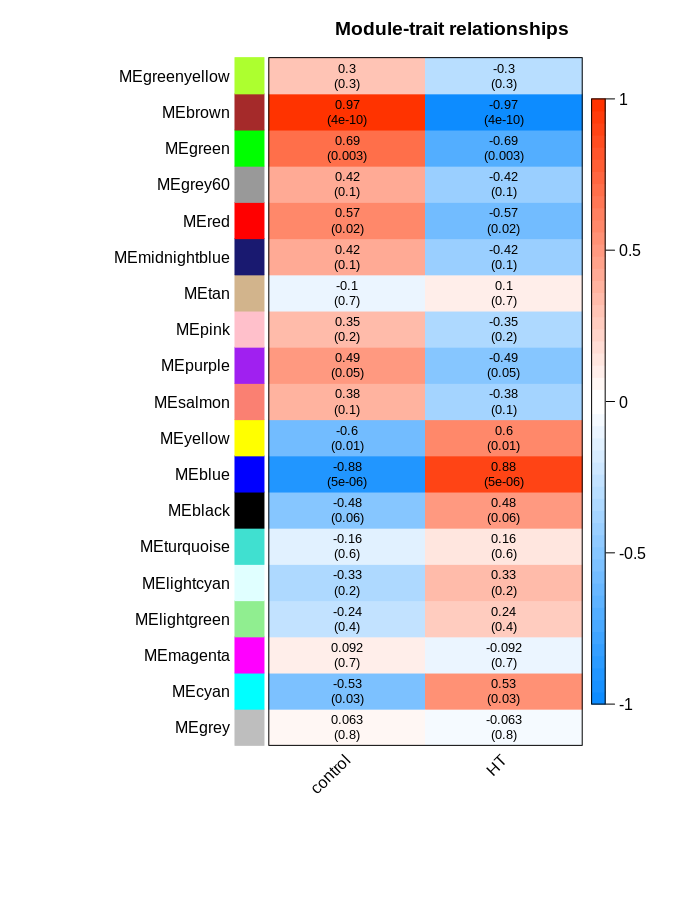 Module-trait relationships
MEgreenyellow 0.3 -0.3
(0.3) (0.3)
MEbrown 0.97 -0.97
(4e-10) (4e-10)
MEgreen 0.69 -0.69
(0.003) (0.003)
MEgrey60 0.42 -0.42
(0.1) (0.1)
MEred 0.57 -0.57
(0.02) (0.02)
MEmidnightblue 0.42 -0.42
(0.1) (0.1)
MEtan -0.1 0.1
(0.7) (0.7)
MEpink 0.35 -0.35
(0.2) (0.2)
MEpurple 0.49 -0.49
(0.05) (0.05)
MEsalmon 0.38 -0.38
(0.1) (0.1)
MEyellow -0.6 0.6
(0.01) (0.01)
MEblue -0.88 0.88
(5e-06) (5e-06)
MEblack -0.48 0.48
(0.06) (0.06)
MEturquoise -0.16 0.16
(0.6) (0.6)
MElightcyan -0.33 0.33
(0.2) (0.2)
MElightgreen -0.24 0.24
(0.4) (0.4)
MEmagenta 0.092 -0.092
(0.7) (0.7)
MEcyan -0.53 0.53
(0.03) (0.03)
MEgrey 0.063 -0.063
(0.8) (0.8)
control HT
1
0.5
0
-0.5
-1